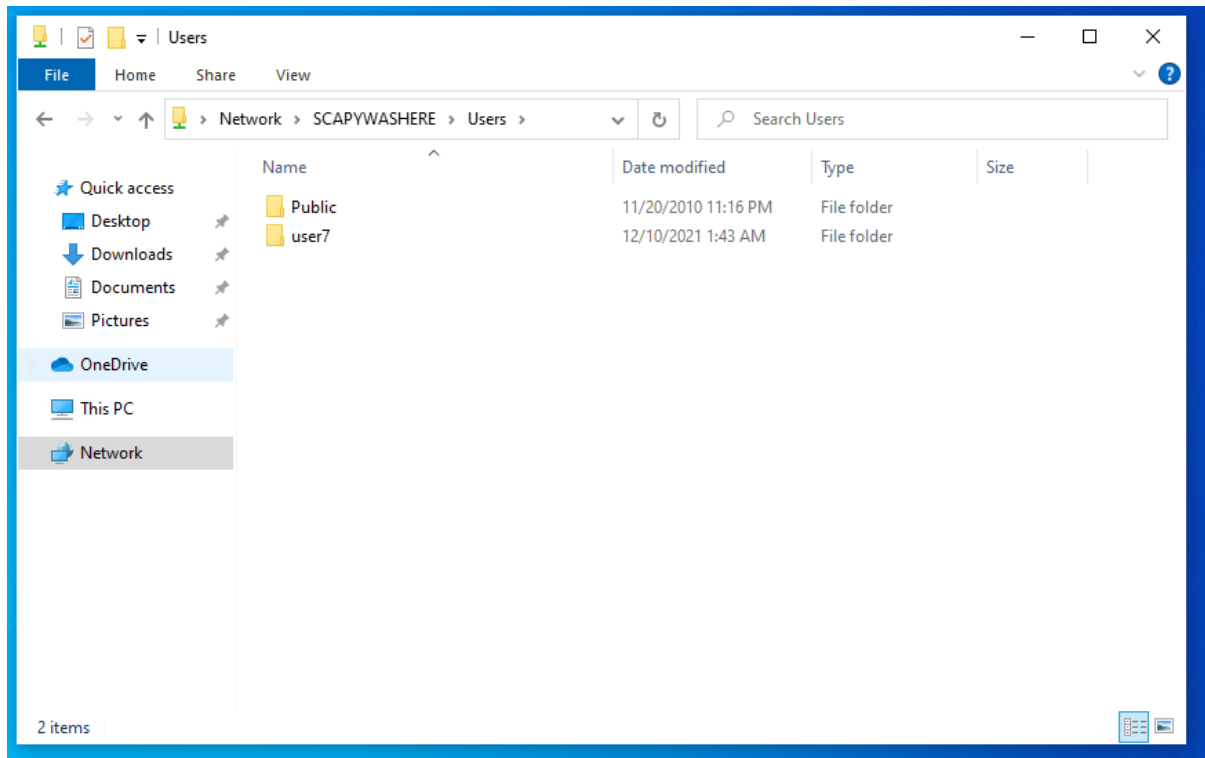 Users
File Home Share View
Network SCAPYWASHERE Users Search Users
Name Date modified Type Size
Quick access
Desktop
Downloads
Documents
Pictures
OneDrive
This PC
Network
Public 11/20/2010 11:16 PM File folder
user7 12/10/2021 1:43 AM File folder
2 items